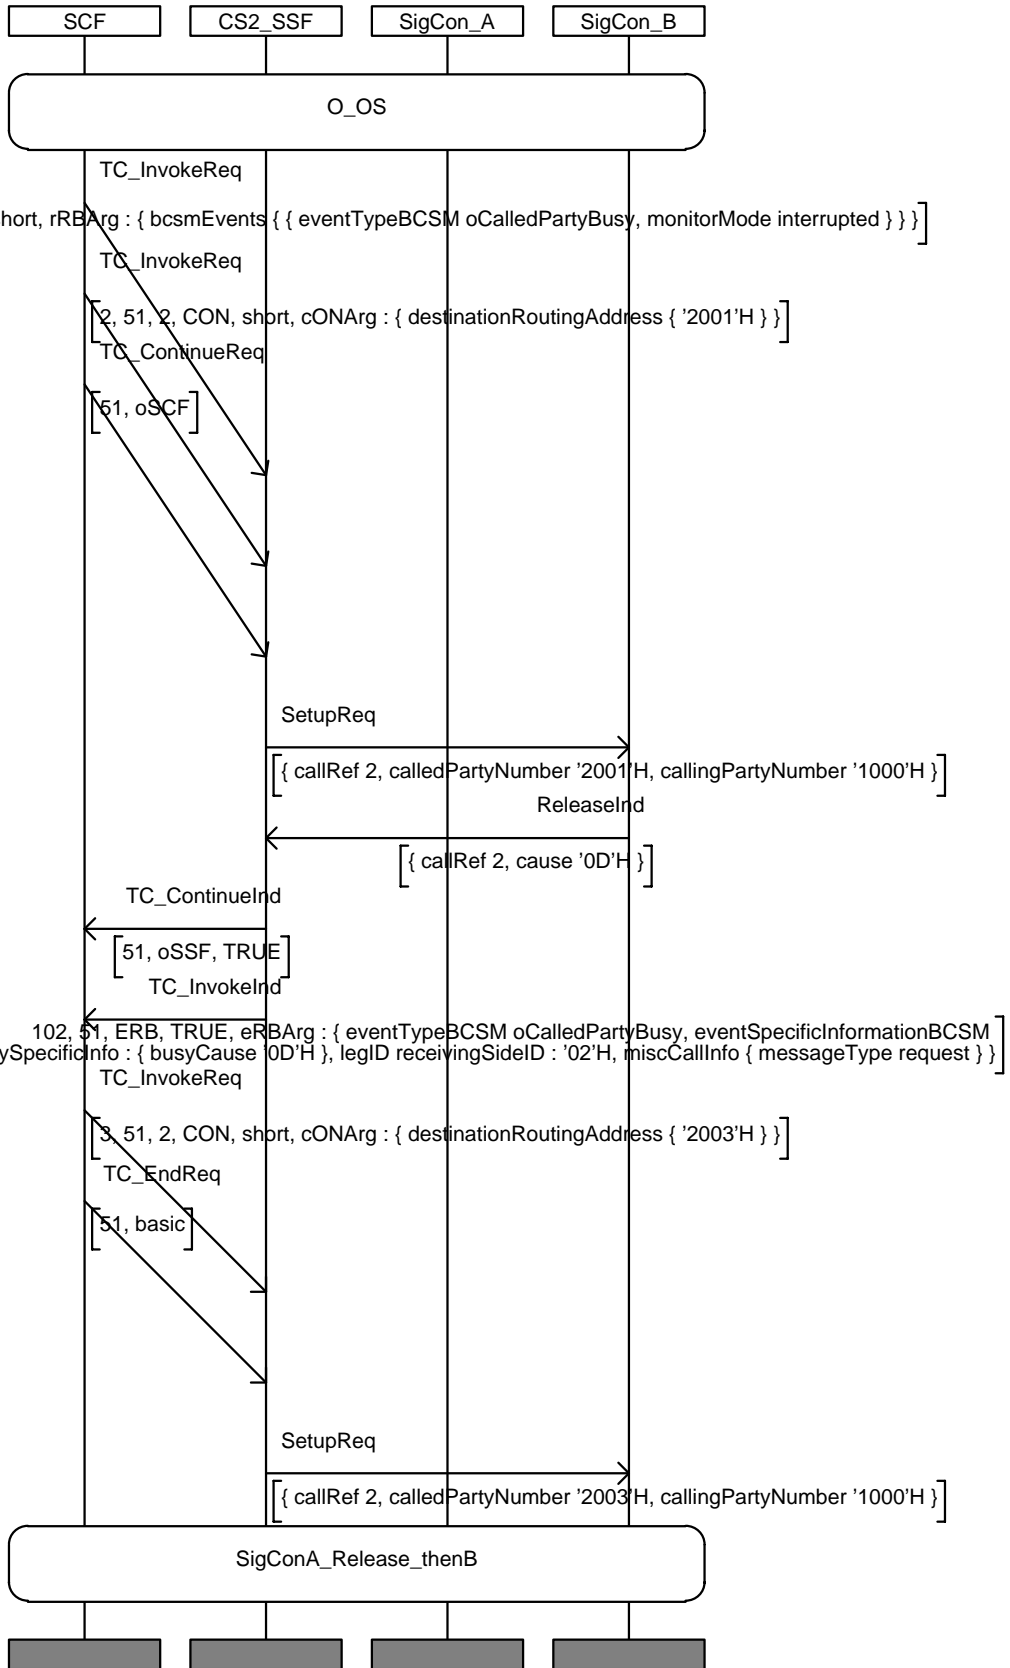 SCF CS2_SSF SigCon_A SigCon_B
O_OS
TC_InvokeReq
short, rRBArg : { bcsmEvents { { eventTypeBCSM oCalledPartyBusy, monitorMode interrupted } } }
TC_InvokeReq
2, 51, 2, CON, short, cONArg : { destinationRoutingAddress { '2001'H } }
TC_ContinueReq
51, oSCF
SetupReq
{ callRef 2, calledPartyNumber '2001'H, callingPartyNumber '1000'H }
ReleaseInd
{ callRef 2, cause '0D'H }
TC_ContinueInd
51, oSSF, TRUE
TC_InvokeInd
102, 51, ERB, TRUE, eRBArg : { eventTypeBCSM oCalledPartyBusy, eventSpecificInformationBCSM
ySpecificInfo : { busyCause '0D'H }, legID receivingSideID : '02'H, miscCallInfo { messageType request } }
TC_InvokeReq
3, 51, 2, CON, short, cONArg : { destinationRoutingAddress { '2003'H } }
TC_EndReq
51, basic
SetupReq
{ callRef 2, calledPartyNumber '2003'H, callingPartyNumber '1000'H }
SigConA_Release_thenB